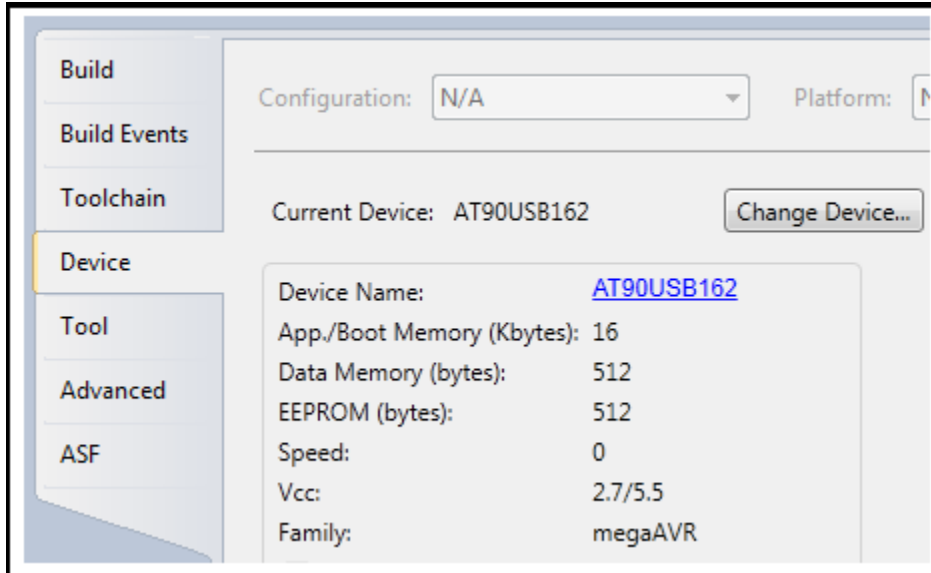 Build
Build Events
Toolchain
Device
Tool
Advanced
ASF
Configuration: N/A Platform: N
Current Device: AT90USB162 Change Device...
Device Name: AT90USB162
App./Boot Memory (Kbytes): 16
Data Memory (bytes): 512
EEPROM (bytes): 512
Speed: 0
Vcc: 2.7/5.5
Family: megaAVR